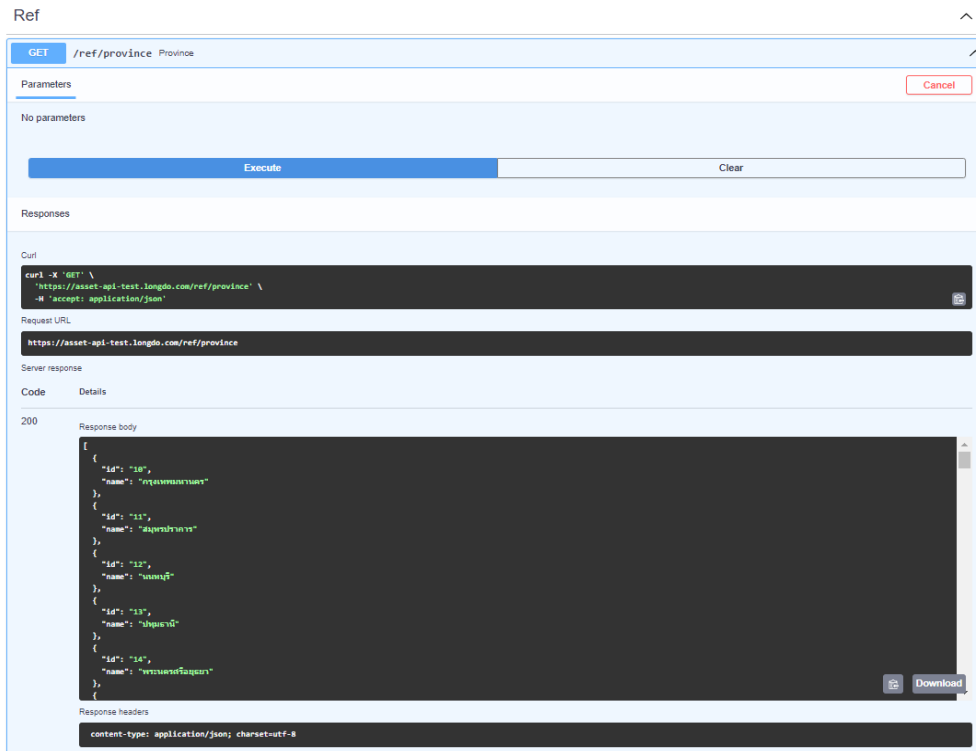 Ref
GET /ref/province Province
Parameters Cancel
No parameters
Execute Clear
Responses
Curl
curl -X 'GET' \
'https://asset-api-test.longdo.com/ref/province' \
-H 'accept: application/json'
Request URL
https://asset-api-test.longdo.com/ref/province
Server response
Code Details
200
Response body
[
{
"id": "10",
"name": "กรุงเทพมหานคร"
},
{
"id": "11",
"name": "สมุทรปราการ"
},
{
"id": "12",
"name": "นนทบุรี"
},
{
"id": "13",
"name": "ปทุมธานี"
},
{
"id": "14",
"name": "พระนครศรีอยุธยา"
},
{
Download
Response headers
content-type: application/json; charset=utf-8